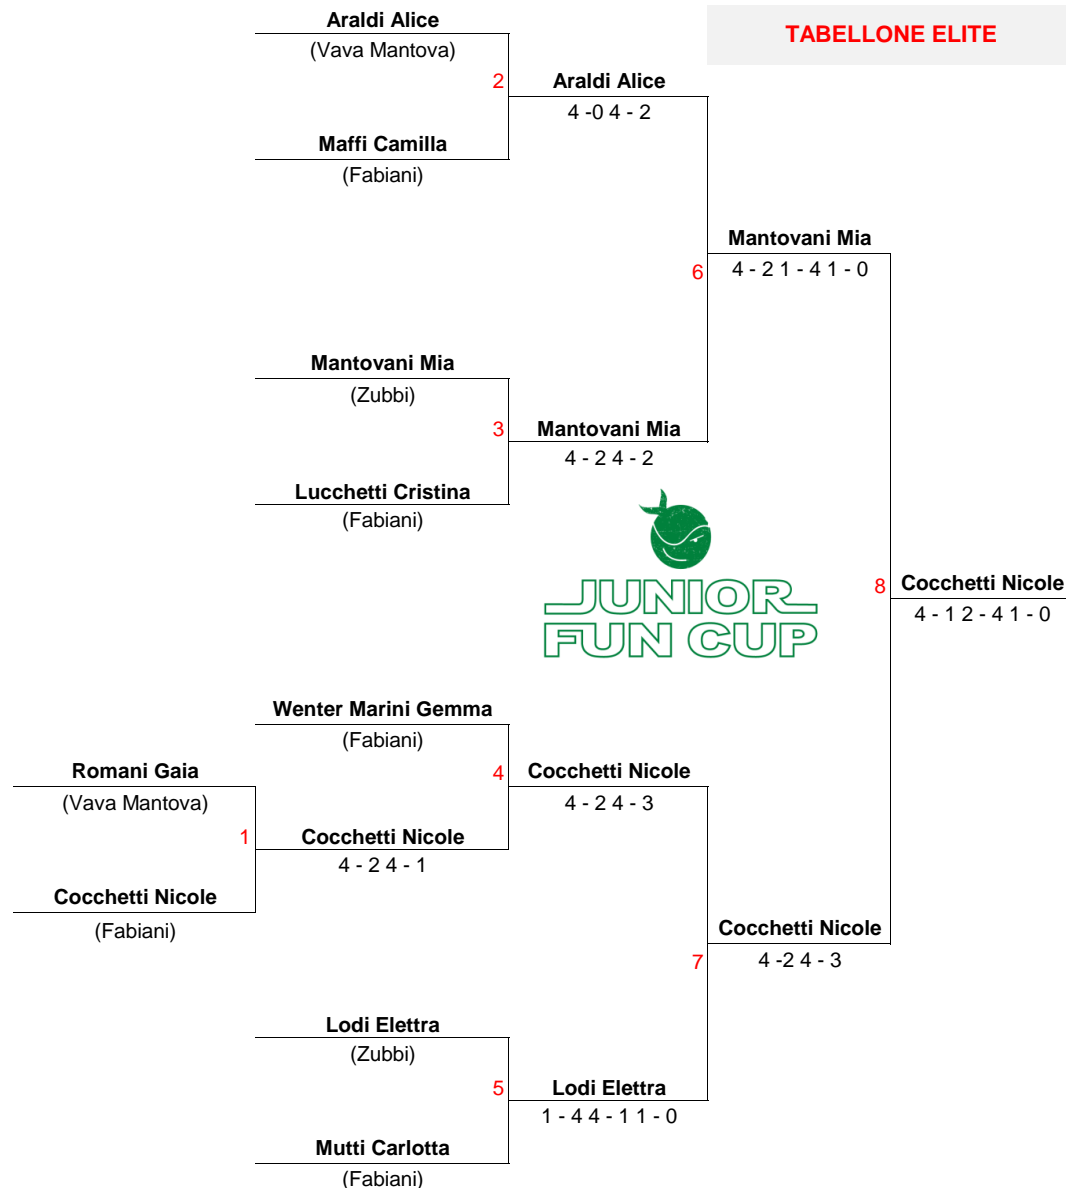 Araldi Alice
TABELLONE ELITE
(Vava Mantova)
2
Araldi Alice
4 -0 4 - 2
Maffi Camilla
(Fabiani)
Mantovani Mia
6
4 - 2 1 - 4 1 - 0
Mantovani Mia
(Zubbi)
3
Mantovani Mia
4 - 2 4 - 2
Lucchetti Cristina
(Fabiani)
JUNIOR
FUN CUP
8
Cocchetti Nicole
4 - 1 2 - 4 1 - 0
Wenter Marini Gemma
(Fabiani)
Romani Gaia
4
Cocchetti Nicole
(Vava Mantova)
4 - 2 4 - 3
1
Cocchetti Nicole
4 - 2 4 - 1
Cocchetti Nicole
(Fabiani)
Cocchetti Nicole
7
4 -2 4 - 3
Lodi Elettra
(Zubbi)
5
Lodi Elettra
1 - 4 4 - 1 1 - 0
Mutti Carlotta
(Fabiani)